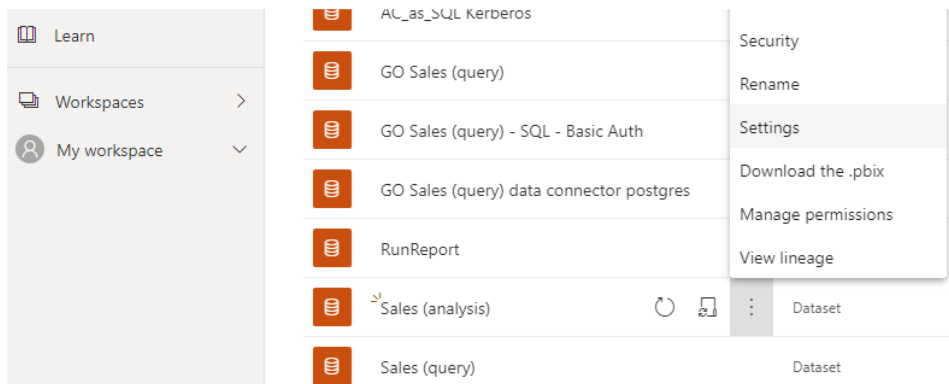 Learn
Workspaces
My workspace
AC_as_SQL Kerberos
GO Sales (query)
GO Sales (query) - SQL - Basic Auth
GO Sales (query) data connector postgres
RunReport
Sales (analysis)
Dataset
Sales (query)
Dataset
Security
Rename
Settings
Download the .pbix
Manage permissions
View lineage